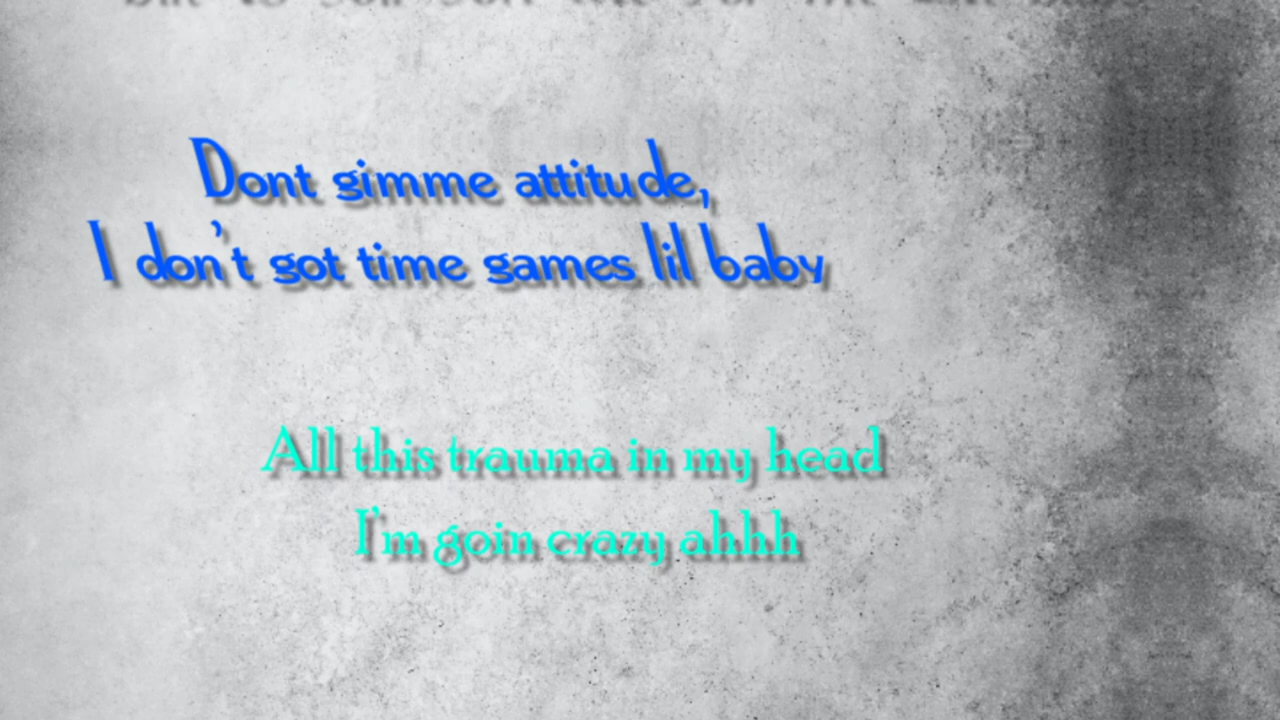 Dont gimme attitude,
I don't got time games lil baby
All this trauma in my head
I'm goin crazy ahhh